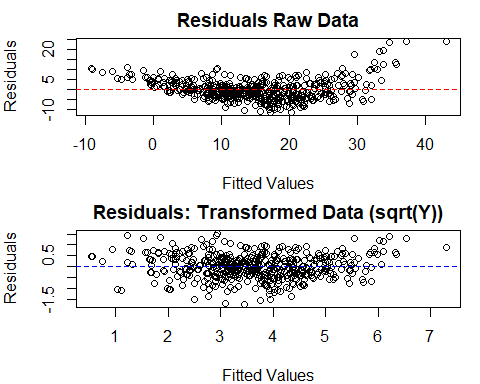 Residuals Raw Data
Residuals
20
5
-10
-10 0 10 20 30 40
Fitted Values
Residuals: Transformed Data (sqrt(Y))
Residuals
0.5
-1.5
1 2 3 4 5 6 7
Fitted Values